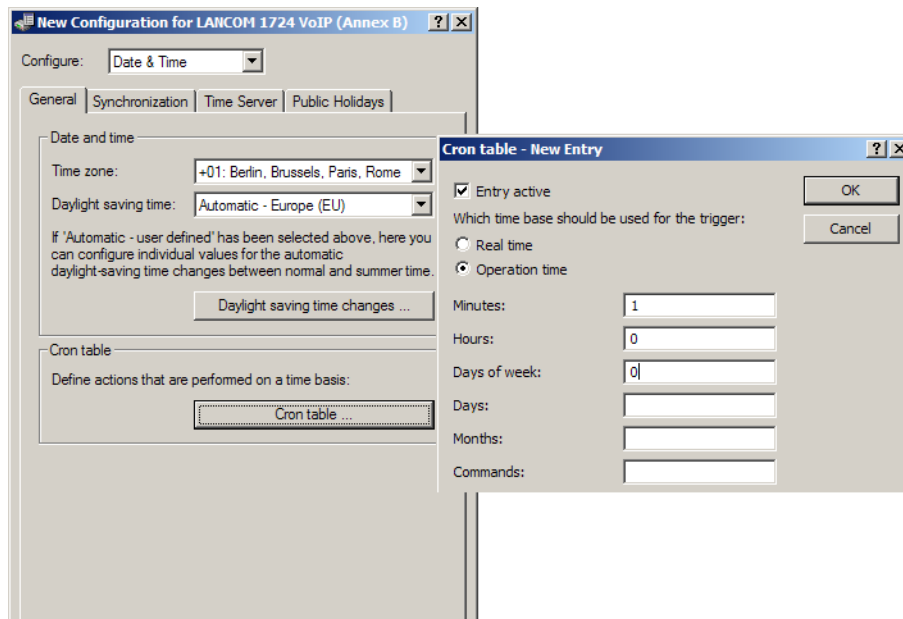 New Configuration for LANCOM 1724 VoIP (Annex B)
Configure: Date & Time
General Synchronization Time Server Public Holidays
Date and time
Time zone: +01: Berlin, Brussels, Paris, Rome
Daylight saving time: Automatic - Europe (EU)
If 'Automatic - user defined' has been selected above, here you
can configure individual values for the automatic
daylight-saving time changes between normal and summer time.
Daylight saving time changes ...
Cron table
Define actions that are performed on a time basis:
Cron table ...
Cron table - New Entry
Entry active
OK
Which time base should be used for the trigger:
Cancel
Real time
Operation time
Minutes: 1
Hours: 0
Days of week: 0
Days:
Months:
Commands: